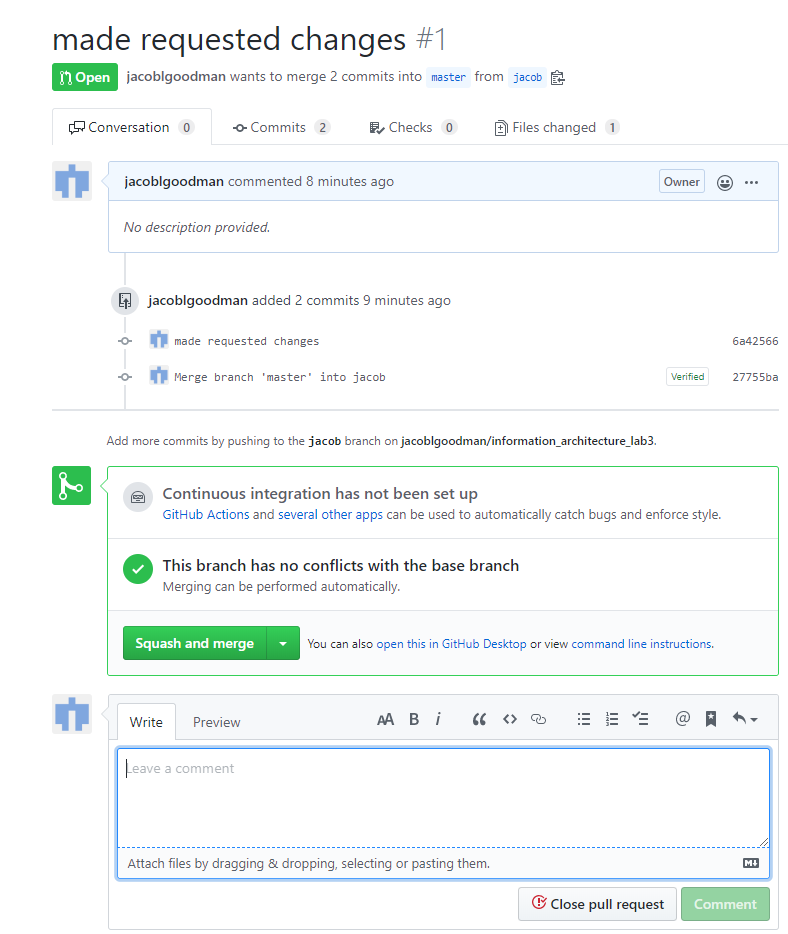 made requested changes #1
Open jacoblgoodman wants to merge 2 commits into master from jacob
Conversation 0 Commits 2 Checks 0 Files changed 1
jacoblgoodman commented 8 minutes ago Owner
No description provided.
jacoblgoodman added 2 commits 9 minutes ago
made requested changes 6a42566
Merge branch 'master' into jacob Verified 27755ba
Add more commits by pushing to the jacob branch on jacoblgoodman/information_architecture_lab3.
Continuous integration has not been set up
GitHub Actions and several other apps can be used to automatically catch bugs and enforce style.
This branch has no conflicts with the base branch
Merging can be performed automatically.
Squash and merge You can also open this in GitHub Desktop or view command line instructions.
Write Preview AA B i
Leave a comment
Attach files by dragging & dropping, selecting or pasting them.
Close pull request Comment